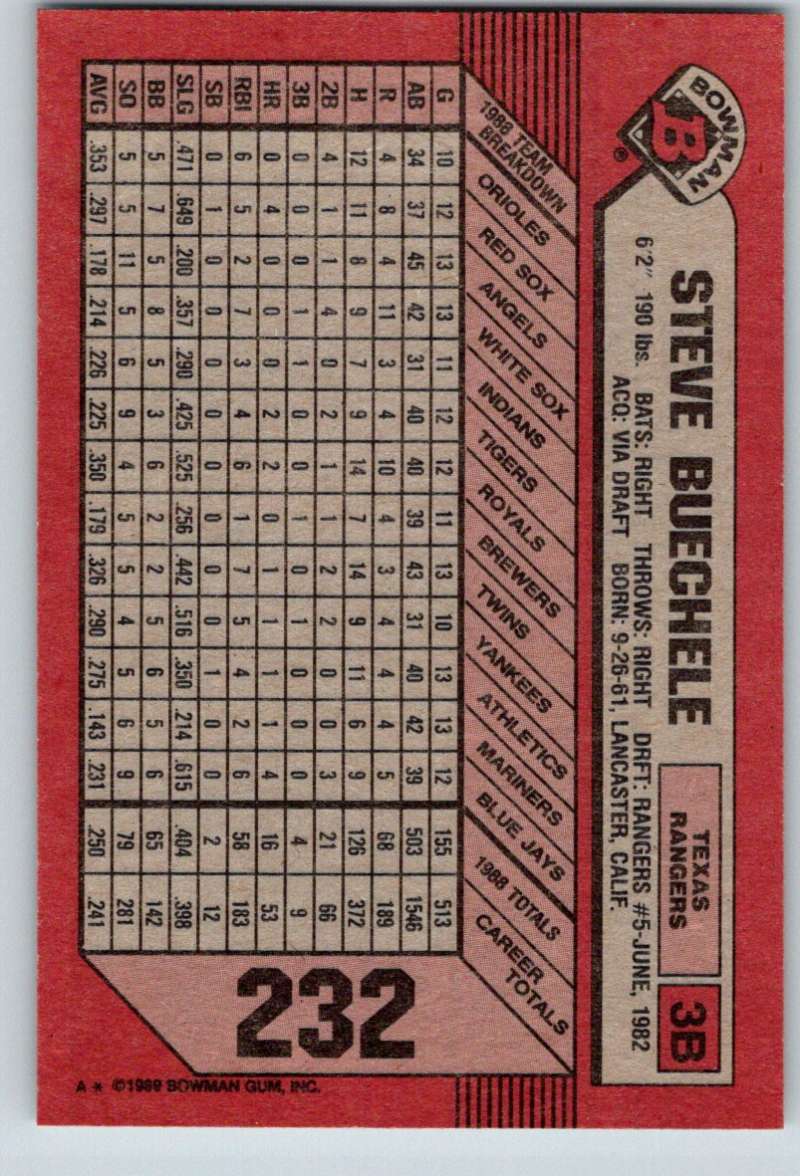 BOWMAN
B
®
STEVE BUECHELE
TEXAS
RANGERS
3B
6'2" 190 lbs. BATS: RIGHT THROWS: RIGHT DRFT: RANGERS #5-JUNE, 1982
ACQ: VIA DRAFT BORN: 9-26-61, LANCASTER, CALIF.
1988 TEAM
BREAKDOWN
ORIOLES
RED SOX
ANGELS
WHITE SOX
INDIANS
TIGERS
ROYALS
BREWERS
TWINS
YANKEES
ATHLETICS
MARINERS
BLUE JAYS
1988 TOTALS
CAREER
TOTALS
G 10 12 13 13 11 12 12 11 13 10 13 13 12 155 513
AB 34 37 45 42 31 40 40 39 43 31 40 42 39 503 1546
R 4 8 4 11 3 4 10 4 3 4 4 4 5 68 189
H 12 11 8 9 7 9 14 7 14 9 11 6 9 126 372
2B 4 1 1 4 0 2 1 1 2 2 0 0 3 21 66
3B 0 0 0 1 1 0 0 1 0 1 0 0 0 4 9
HR 0 4 0 0 0 2 2 0 1 1 1 1 4 16 53
RBI 6 5 2 7 3 4 6 1 7 5 4 2 6 58 183
SB 0 1 0 0 0 0 0 0 0 0 1 0 0 2 12
SLG .471 .649 .200 .357 .290 .425 .525 .256 .442 .516 .350 .214 .615 .404 .398
BB 5 7 5 8 5 3 6 2 2 5 6 5 6 65 142
SO 5 5 11 5 6 9 4 5 5 4 5 6 9 79 281
AVG .353 .297 .178 .214 .226 .225 .350 .179 .326 .290 .275 .143 .231 .250 .241
232
A * ©1989 BOWMAN GUM, INC.